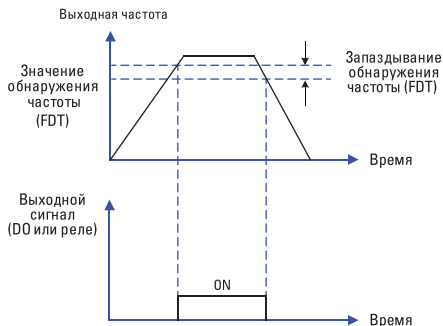 Выходная частота
Значение
обнаружения
частоты
(FDT)
Запаздывание
обнаружения
частоты (FDT)
Время
Выходной
сигнал
(DO или реле)
ON
Время